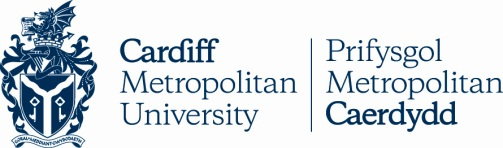 Cardiff
Metropolitan
University
Prifysgol
Metropolitan
Caerdydd